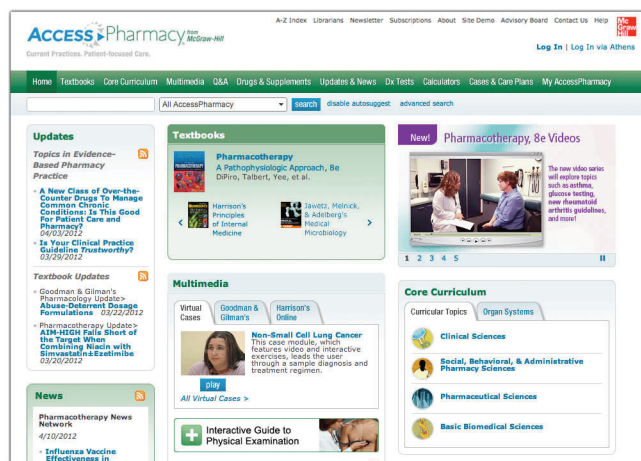 A-Z Index Librarians Newsletter Subscriptions About Site Demo Advisory Board Contact Us Help
Mc
Graw
Hill
ACCESS Pharmacy from
McGraw-Hill
Current Practices. Patient-focused Care.
Log In | Log In via Athens
Home Textbooks Core Curriculum Multimedia Q&A Drugs & Supplements Updates & News Dx Tests Calculators Cases & Care Plans My AccessPharmacy
All AccessPharmacy search disable autosuggest advanced search
Updates
Topics in Evidence-
Based Pharmacy
Practice
A New Class of Over-the-
Counter Drugs To Manage
Common Chronic
Conditions: Is This Good
For Patient Care and
Pharmacy?
04/03/2012
Is Your Clinical Practice
Guideline Trustworthy?
03/29/2012
Textbook Updates
Goodman & Gilman's
Pharmacology Update>
Abuse-Deterrent Dosage
Formulations 03/22/2012
Pharmacotherapy Update>
AIM-HIGH Falls Short of
the Target When
Combining Niacin with
Simvastatin±Ezetimibe
03/20/2012
News
Pharmacotherapy News
Network
4/10/2012
Influenza Vaccine
Effectiveness in
Textbooks
Pharmacotherapy
A Pathophysiologic Approach, 8e
DiPiro, Talbert, Yee, et al.
Harrison's
Principles
of Internal
Medicine
Jawetz, Melnick,
& Adelberg's
Medical
Microbiology
Multimedia
Virtual
Cases
Goodman &
Gilman's
Harrison's
Online
Non-Small Cell Lung Cancer
This case module, which
features video and interactive
exercises, leads the user
through a sample diagnosis and
treatment regimen.
play
All Virtual Cases >
Interactive Guide to
Physical Examination
New! Pharmacotherapy, 8e Videos
The new video series
will explore topics
such as asthma,
glucose testing,
new rheumatoid
arthritis guidelines,
and more!
1 2 3 4 5
Core Curriculum
Curricular Topics
Organ Systems
Clinical Sciences
Social, Behavioral, & Administrative
Pharmacy Sciences
Pharmaceutical Sciences
Basic Biomedical Sciences